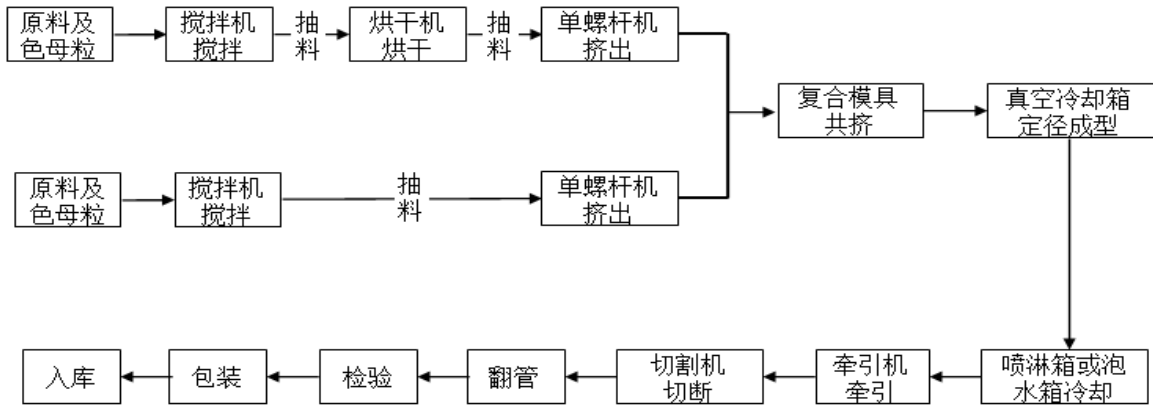 原料及
色母粒
搅拌机
搅拌
抽
料
烘干机
烘干
抽
料
单螺杆机
挤出
复合模具
共挤
真空冷却箱
定径成型
原料及
色母粒
搅拌机
搅拌
抽
料
单螺杆机
挤出
喷淋箱或泡
水箱冷却
牵引机
牵引
切割机
切断
翻管
检验
包装
入库